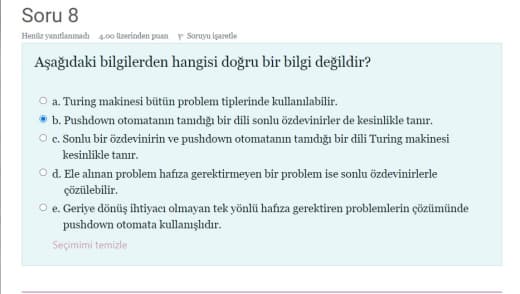 Soru 8
Henüz yanıtlanmadı 4.00 üzerinden puan Soruyu işaretle
Aşağıdaki bilgilerden hangisi doğru bir bilgi değildir?
a. Turing makinesi bütün problem tiplerinde kullanılabilir.
b. Pushdown otomatanın tanıdığı bir dili sonlu özdevinirler de kesinlikle tanır.
c. Sonlu bir özdevinirin ve pushdown otomatanın tanıdığı bir dili Turing makinesi
kesinlikle tanır.
d. Ele alınan problem hafıza gerektirmeyen bir problem ise sonlu özdevinirlerle
çözülebilir.
e. Geriye dönüş ihtiyacı olmayan tek yönlü hafıza gerektiren problemlerin çözümünde
pushdown otomata kullanışlıdır.
Seçimimi temizle